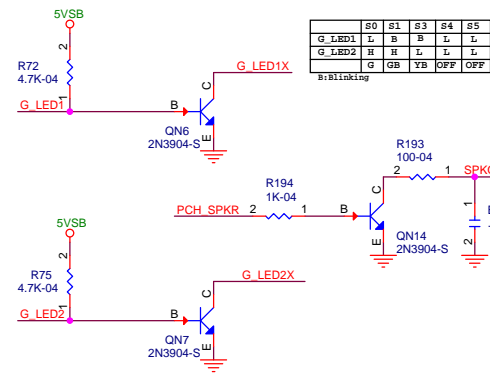 5VSB
2
R72
4.7K-04
1
G_LED1
B
C
E
QN6
2N3904-S
G_LED1X
S0 S1 S3 S4 S5
G_LED1 L B B L L
G_LED2 H H L L L
G GB YB OFF OFF
B:Blinking
PCH_SPKR
2
R194
1K-04
1
B
C
E
QN14
2N3904-S
2
R193
100-04
1
1
2
5VSB
2
R75
4.7K-04
1
G_LED2
B
C
E
QN7
2N3904-S
G_LED2X